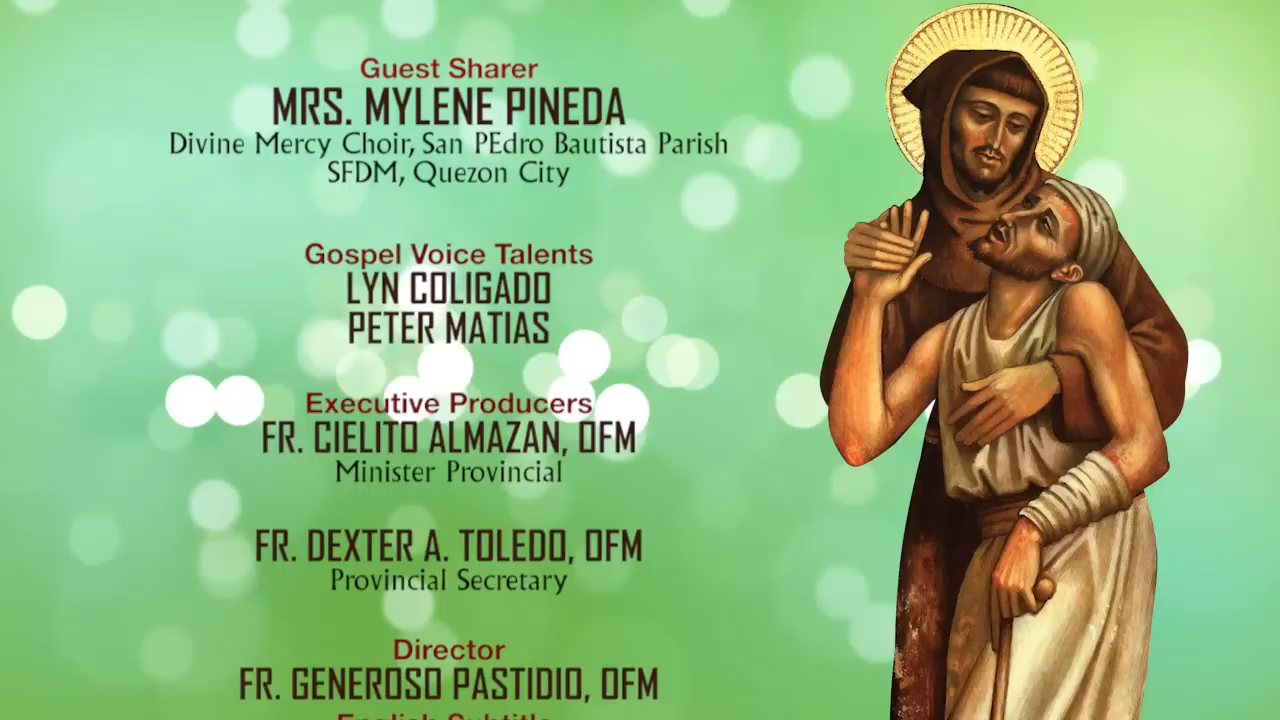 Guest Sharer
MRS. MYLENE PINEDA
Divine Mercy Choir, San PEdro Bautista Parish
SFDM, Quezon City
Gospel Voice Talents
LYN COLIGADO
PETER MATIAS
Executive Producers
FR. CIELITO ALMAZAN, OFM
Minister Provincial
FR. DEXTER A. TOLEDO, OFM
Provincial Secretary
Director
FR. GENEROSO PASTIDIO, OFM
English Subtitle